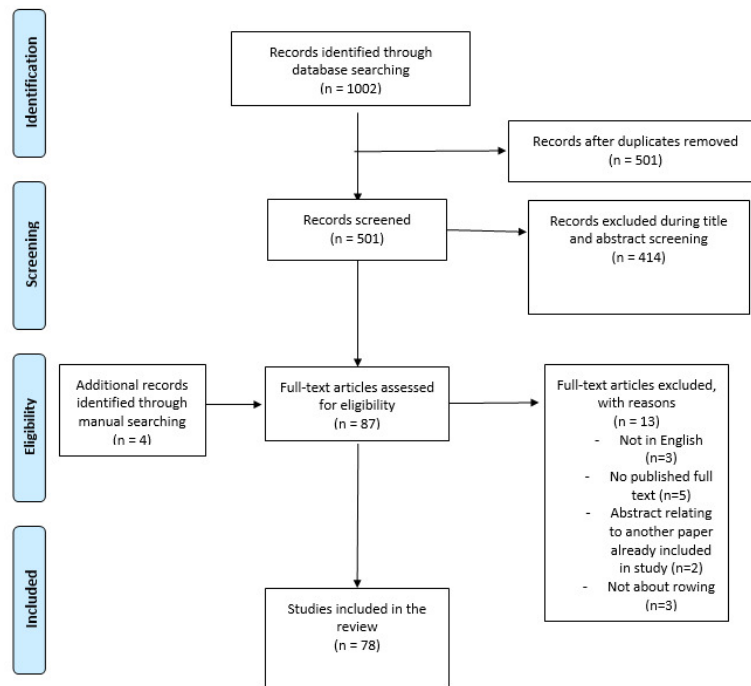 Identification
Records identified through
database searching
(n = 1002)
Records after duplicates removed
(n = 501)
Screening
Records screened
(n = 501)
Records excluded during title
and abstract screening
(n = 414)
Eligibility
Additional records
identified through
manual searching
(n = 4)
Full-text articles assessed
for eligibility
(n = 87)
Full-text articles excluded,
with reasons
(n = 13)
- Not in English
(n=3)
- No published full
text (n=5)
- Abstract relating
to another paper
already included
in study (n=2)
- Not about rowing
(n=3)
Included
Studies included in the
review
(n = 78)